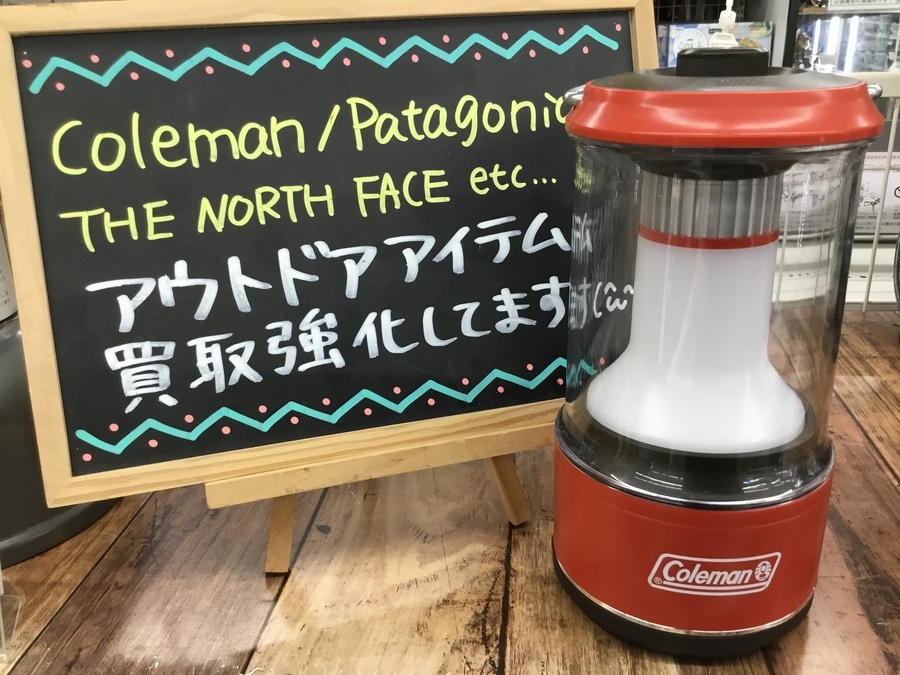 Coleman/Patagonia
THE NORTH FACE etc...
アウトドアアイテム
買取強化してます(^ω^
Coleman